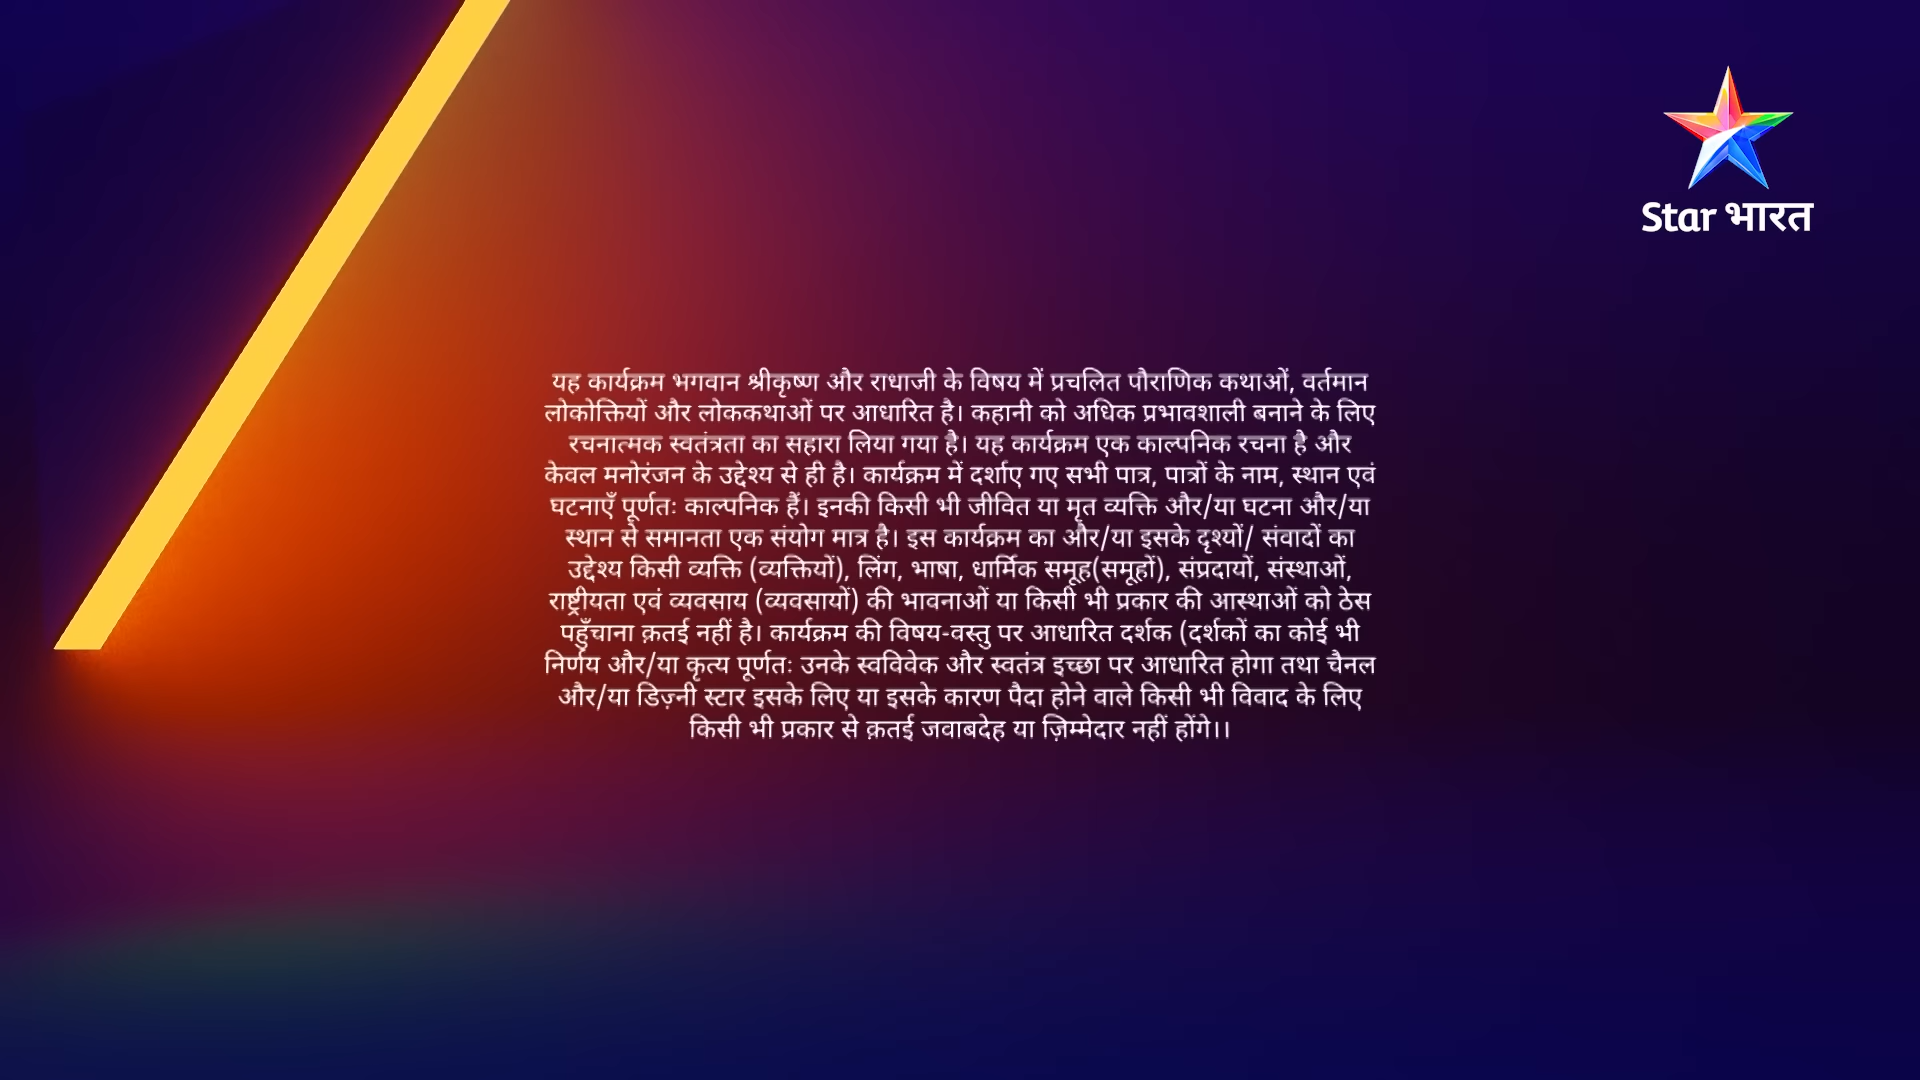 Star भारत
यह कार्यक्रम भगवान श्रीकृष्ण और राधाजी के विषय में प्रचलित पौराणिक कथाओं, वर्तमान
लोकोक्तियों और लोककथाओं पर आधारित है। कहानी को अधिक प्रभावशाली बनाने के लिए
रचनात्मक स्वतंत्रता का सहारा लिया गया है। यह कार्यक्रम एक काल्पनिक रचना है और
केवल मनोरंजन के उद्देश्य से ही है। कार्यक्रम में दर्शाए गए सभी पात्र, पात्रों के नाम, स्थान एवं
घटनाएँ पूर्णतः काल्पनिक हैं। इनकी किसी भी जीवित या मृत व्यक्ति और/या घटना और/या
स्थान से समानता एक संयोग मात्र है। इस कार्यक्रम का और/या इसके दृश्यों/ संवादों का
उद्देश्य किसी व्यक्ति (व्यक्तियों), लिंग, भाषा, धार्मिक समूह(समूहों), संप्रदायों, संस्थाओं,
राष्ट्रीयता एवं व्यवसाय (व्यवसायों) की भावनाओं या किसी भी प्रकार की आस्थाओं को ठेस
पहुँचाना क़तई नहीं है। कार्यक्रम की विषय-वस्तु पर आधारित दर्शक (दर्शकों का कोई भी
निर्णय और/या कृत्य पूर्णतः उनके स्वविवेक और स्वतंत्र इच्छा पर आधारित होगा तथा चैनल
और/या डिज़्नी स्टार इसके लिए या इसके कारण पैदा होने वाले किसी भी विवाद के लिए
किसी भी प्रकार से क़तई जवाबदेह या ज़िम्मेदार नहीं होंगे।।